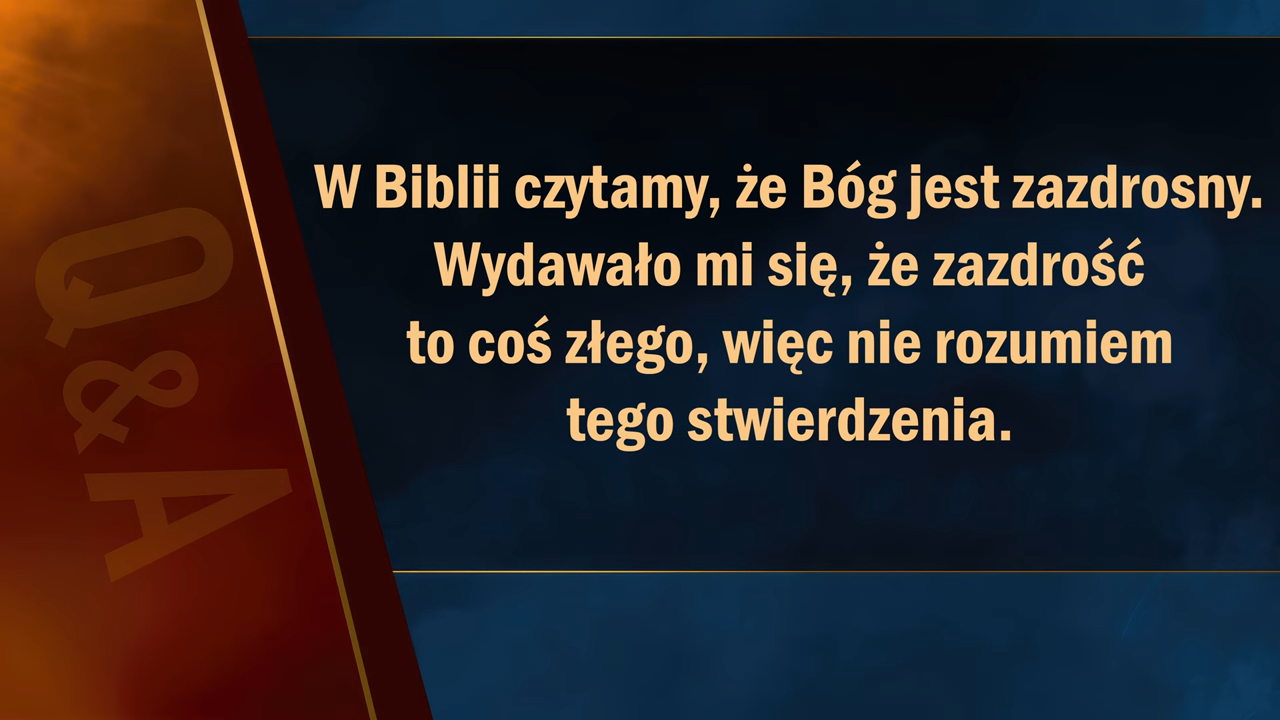 Q & A
W Biblii czytamy, że Bóg jest zazdrosny.
Wydawało mi się, że zazdrość
to coś złego, więc nie rozumiem
tego stwierdzenia.